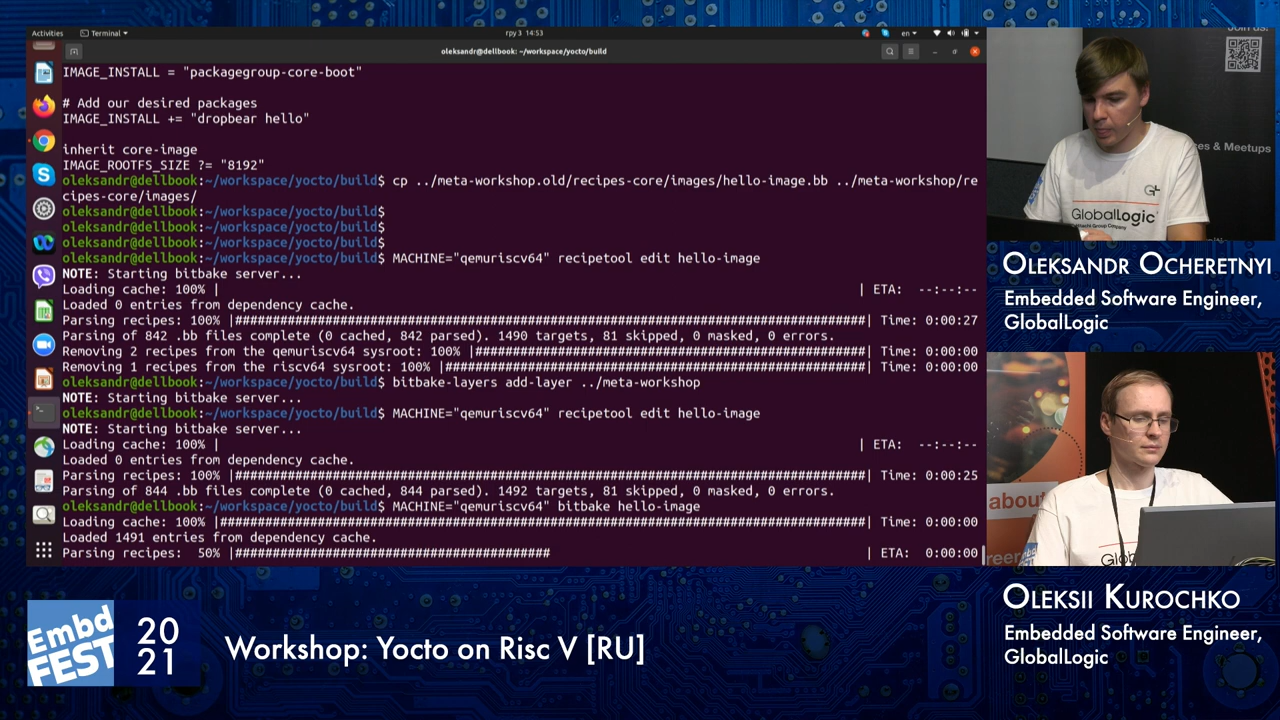 Activities
Terminal
гру 3 14:53
en
oleksandr@dellbook: ~/workspace/yocto/build
IMAGE_INSTALL = "packagegroup-core-boot"
# Add our desired packages
IMAGE_INSTALL += "dropbear hello"
inherit core-image
IMAGE_ROOTFS_SIZE ?= "8192"
oleksandr@dellbook:~/workspace/yocto/build$ cp ../meta-workshop.old/recipes-core/images/hello-image.bb ../meta-workshop/re
cipes-core/images/
oleksandr@dellbook:~/workspace/yocto/build$
oleksandr@dellbook:~/workspace/yocto/build$
oleksandr@dellbook:~/workspace/yocto/build$
oleksandr@dellbook:~/workspace/yocto/build$ MACHINE="qemuriscv64" recipetool edit hello-image
NOTE: Starting bitbake server...
Loading cache: 100% | | ETA: --:--:--
Loaded 0 entries from dependency cache.
Parsing recipes: 100% |##################################################################################| Time: 0:00:27
Parsing of 842 .bb files complete (0 cached, 842 parsed). 1490 targets, 81 skipped, 0 masked, 0 errors.
Removing 2 recipes from the qemuriscv64 sysroot: 100% |##################################################| Time: 0:00:00
Removing 1 recipes from the riscv64 sysroot: 100% |######################################################| Time: 0:00:00
oleksandr@dellbook:~/workspace/yocto/build$ bitbake-layers add-layer ../meta-workshop
NOTE: Starting bitbake server...
oleksandr@dellbook:~/workspace/yocto/build$ MACHINE="qemuriscv64" recipetool edit hello-image
NOTE: Starting bitbake server...
Loading cache: 100% | | ETA: --:--:--
Loaded 0 entries from dependency cache.
Parsing recipes: 100% |##################################################################################| Time: 0:00:25
Parsing of 844 .bb files complete (0 cached, 844 parsed). 1492 targets, 81 skipped, 0 masked, 0 errors.
oleksandr@dellbook:~/workspace/yocto/build$ MACHINE="qemuriscv64" bitbake hello-image
Loading cache: 100% |####################################################################################| Time: 0:00:00
Loaded 1491 entries from dependency cache.
Parsing recipes: 50% |######################################### | ETA: 0:00:00
& Meetups
GlobalLogic
OLEKSANDR OCHERETNYI
Embedded Software Engineer,
GlobalLogic
about
OLEKSII KUROCHKO
Embedded Software Engineer,
GlobalLogic
Embd
FEST
20
21
Workshop: Yocto on Risc V [RU]